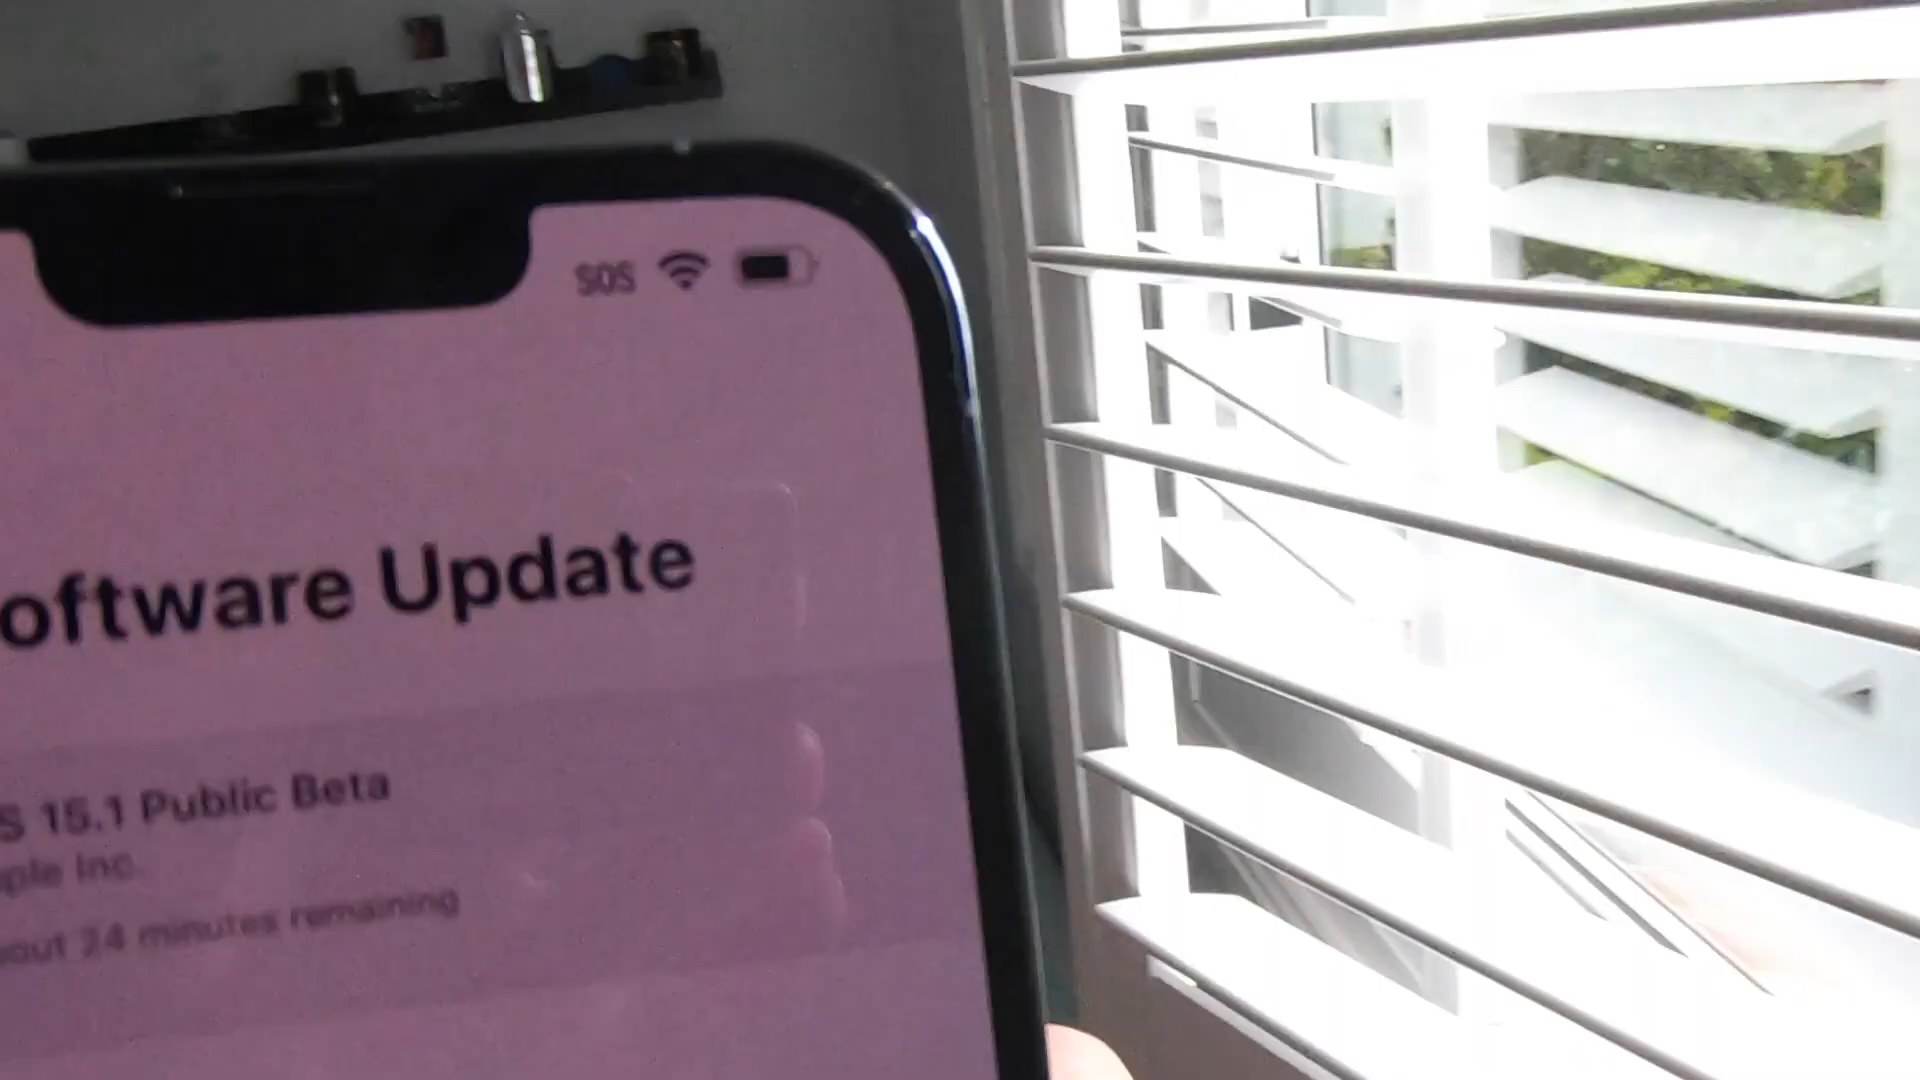 SOS
oftware Update
S 15.1 Public Beta
ple Inc.
out 24 minutes remaining